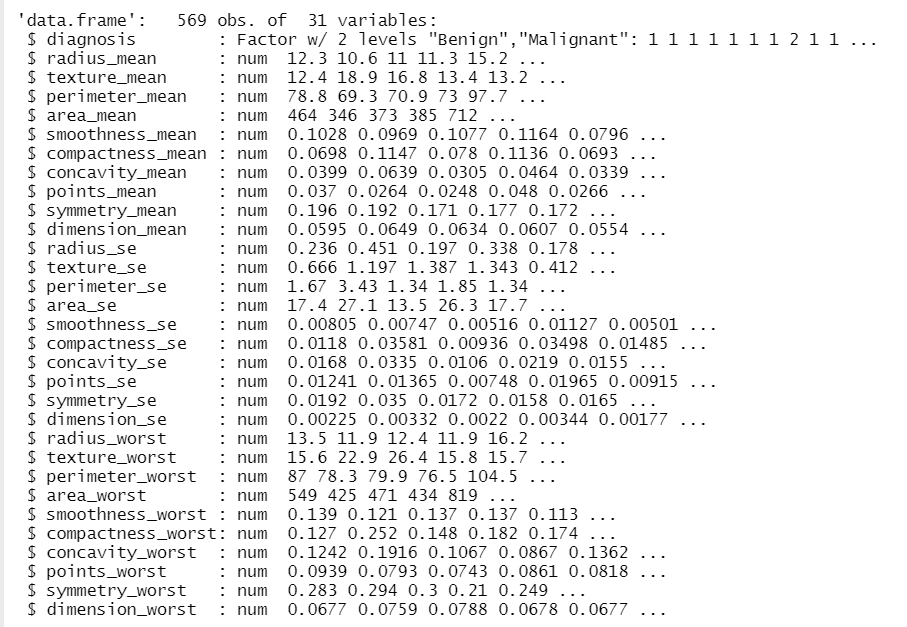 'data.frame':   569 obs. of  31 variables:
 $ diagnosis        : Factor w/ 2 levels "Benign","Malignant": 1 1 1 1 1 1 1 2 1 1 ...
 $ radius_mean      : num  12.3 10.6 11 11.3 15.2 ...
 $ texture_mean     : num  12.4 18.9 16.8 13.4 13.2 ...
 $ perimeter_mean   : num  78.8 69.3 70.9 73 97.7 ...
 $ area_mean        : num  464 346 373 385 712 ...
 $ smoothness_mean  : num  0.1028 0.0969 0.1077 0.1164 0.0796 ...
 $ compactness_mean : num  0.0698 0.1147 0.078 0.1136 0.0693 ...
 $ concavity_mean   : num  0.0399 0.0639 0.0305 0.0464 0.0339 ...
 $ points_mean      : num  0.037 0.0264 0.0248 0.048 0.0266 ...
 $ symmetry_mean    : num  0.196 0.192 0.171 0.177 0.172 ...
 $ dimension_mean   : num  0.0595 0.0649 0.0634 0.0607 0.0554 ...
 $ radius_se        : num  0.236 0.451 0.197 0.338 0.178 ...
 $ texture_se       : num  0.666 1.197 1.387 1.343 0.412 ...
 $ perimeter_se     : num  1.67 3.43 1.34 1.85 1.34 ...
 $ area_se          : num  17.4 27.1 13.5 26.3 17.7 ...
 $ smoothness_se    : num  0.00805 0.00747 0.00516 0.01127 0.00501 ...
 $ compactness_se   : num  0.0118 0.03581 0.00936 0.03498 0.01485 ...
 $ concavity_se     : num  0.0168 0.0335 0.0106 0.0219 0.0155 ...
 $ points_se        : num  0.01241 0.01365 0.00748 0.01965 0.00915 ...
 $ symmetry_se      : num  0.0192 0.035 0.0172 0.0158 0.0165 ...
 $ dimension_se     : num  0.00225 0.00332 0.0022 0.00344 0.00177 ...
 $ radius_worst     : num  13.5 11.9 12.4 11.9 16.2 ...
 $ texture_worst    : num  15.6 22.9 26.4 15.8 15.7 ...
 $ perimeter_worst  : num  87 78.3 79.9 76.5 104.5 ...
 $ area_worst       : num  549 425 471 434 819 ...
 $ smoothness_worst : num  0.139 0.121 0.137 0.137 0.113 ...
 $ compactness_worst: num  0.127 0.252 0.148 0.182 0.174 ...
 $ concavity_worst  : num  0.1242 0.1916 0.1067 0.0867 0.1362 ...
 $ points_worst     : num  0.0939 0.0793 0.0743 0.0861 0.0818 ...
 $ symmetry_worst   : num  0.283 0.294 0.3 0.21 0.249 ...
 $ dimension_worst  : num  0.0677 0.0759 0.0788 0.0678 0.0677 ...